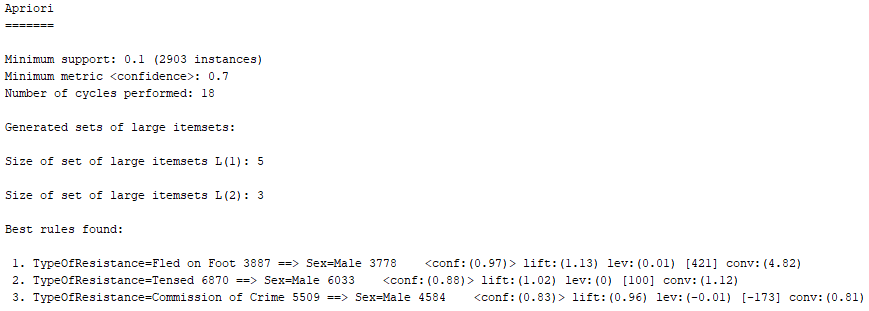 Apriori
=======
Minimum support: 0.1 (2903 instances)
Minimum metric <confidence>: 0.7
Number of cycles performed: 18
Generated sets of large itemsets:
Size of set of large itemsets L(1): 5
Size of set of large itemsets L(2): 3
Best rules found:
1. TypeOfResistance=Fled on Foot 3887 ==> Sex=Male 3778    <conf:(0.97)> lift:(1.13) lev:(0.01) [421] conv:(4.82)
2. TypeOfResistance=Tensed 6870 ==> Sex=Male 6033    <conf:(0.88)> lift:(1.02) lev:(0) [100] conv:(1.12)
3. TypeOfResistance=Commission of Crime 5509 ==> Sex=Male 4584    <conf:(0.83)> lift:(0.96) lev:(-0.01) [-173] conv:(0.81)